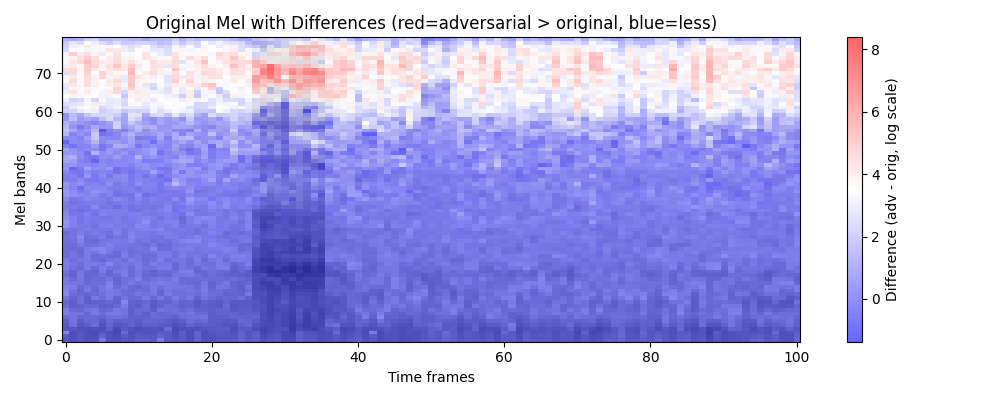 Original Mel with Differences (red=adversarial > original, blue=less)
Mel bands
70
60
50
40
30
20
10
0
0 20 40 60 80 100
Time frames
8
6
4
2
0
Difference (adv - orig, log scale)